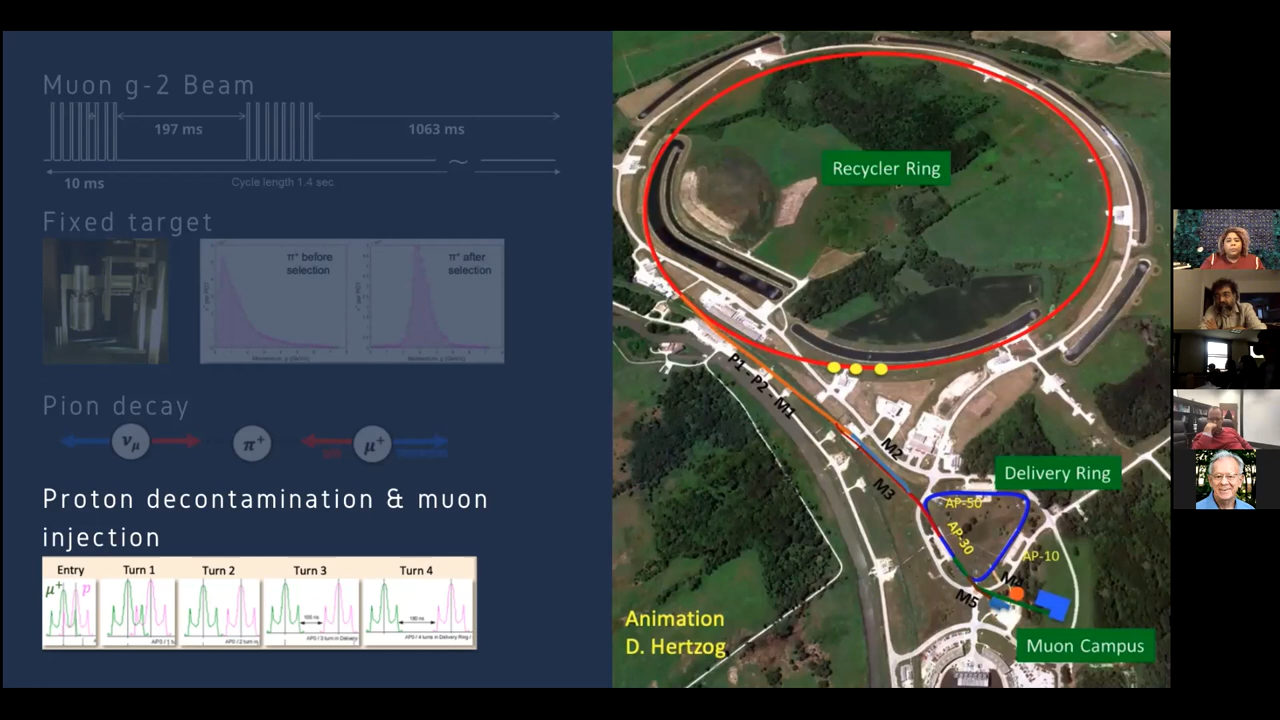 Muon g-2 Beam
197 ms
1063 ms
10 ms
Cycle length 1.4 sec
Fixed target
π⁺ before
selection
π⁺ after
selection
Pion decay
νμ
π⁺
μ⁺
Proton decontamination & muon
injection
Entry
Turn 1
Turn 2
Turn 3
Turn 4
μ⁺
p
Recycler Ring
P1 - P2 - M1
M2
M3
Delivery Ring
AP-50
AP-30
AP-10
M4
M5
Animation
D. Hertzog
Muon Campus